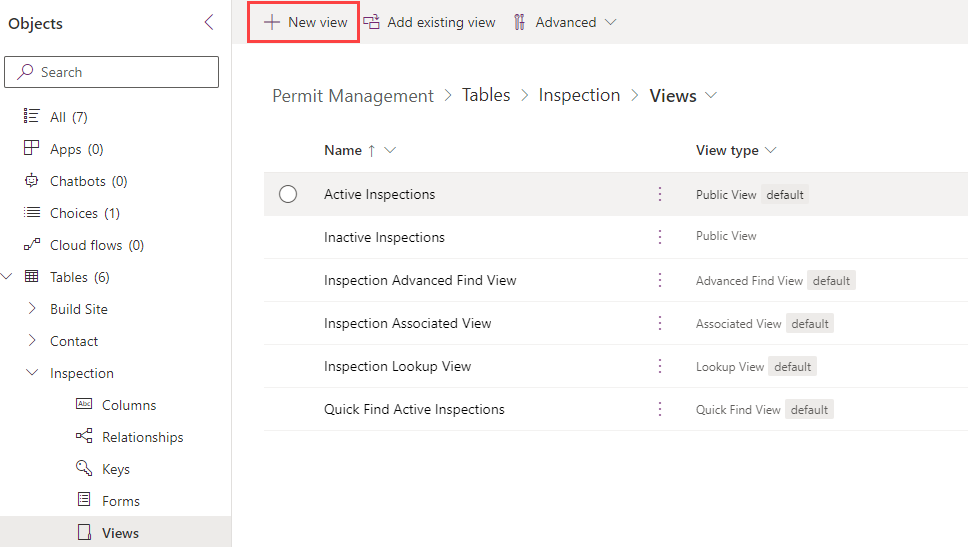 Objects
Search
All (7)
Apps (0)
Chatbots (0)
Choices (1)
Cloud flows (0)
Tables (6)
Build Site
Contact
Inspection
Abc Columns
Relationships
Keys
Forms
Views
New view Add existing view Advanced
Permit Management > Tables > Inspection > Views
Name ↑ View type
Active Inspections Public View default
Inactive Inspections Public View
Inspection Advanced Find View Advanced Find View default
Inspection Associated View Associated View default
Inspection Lookup View Lookup View default
Quick Find Active Inspections Quick Find View default